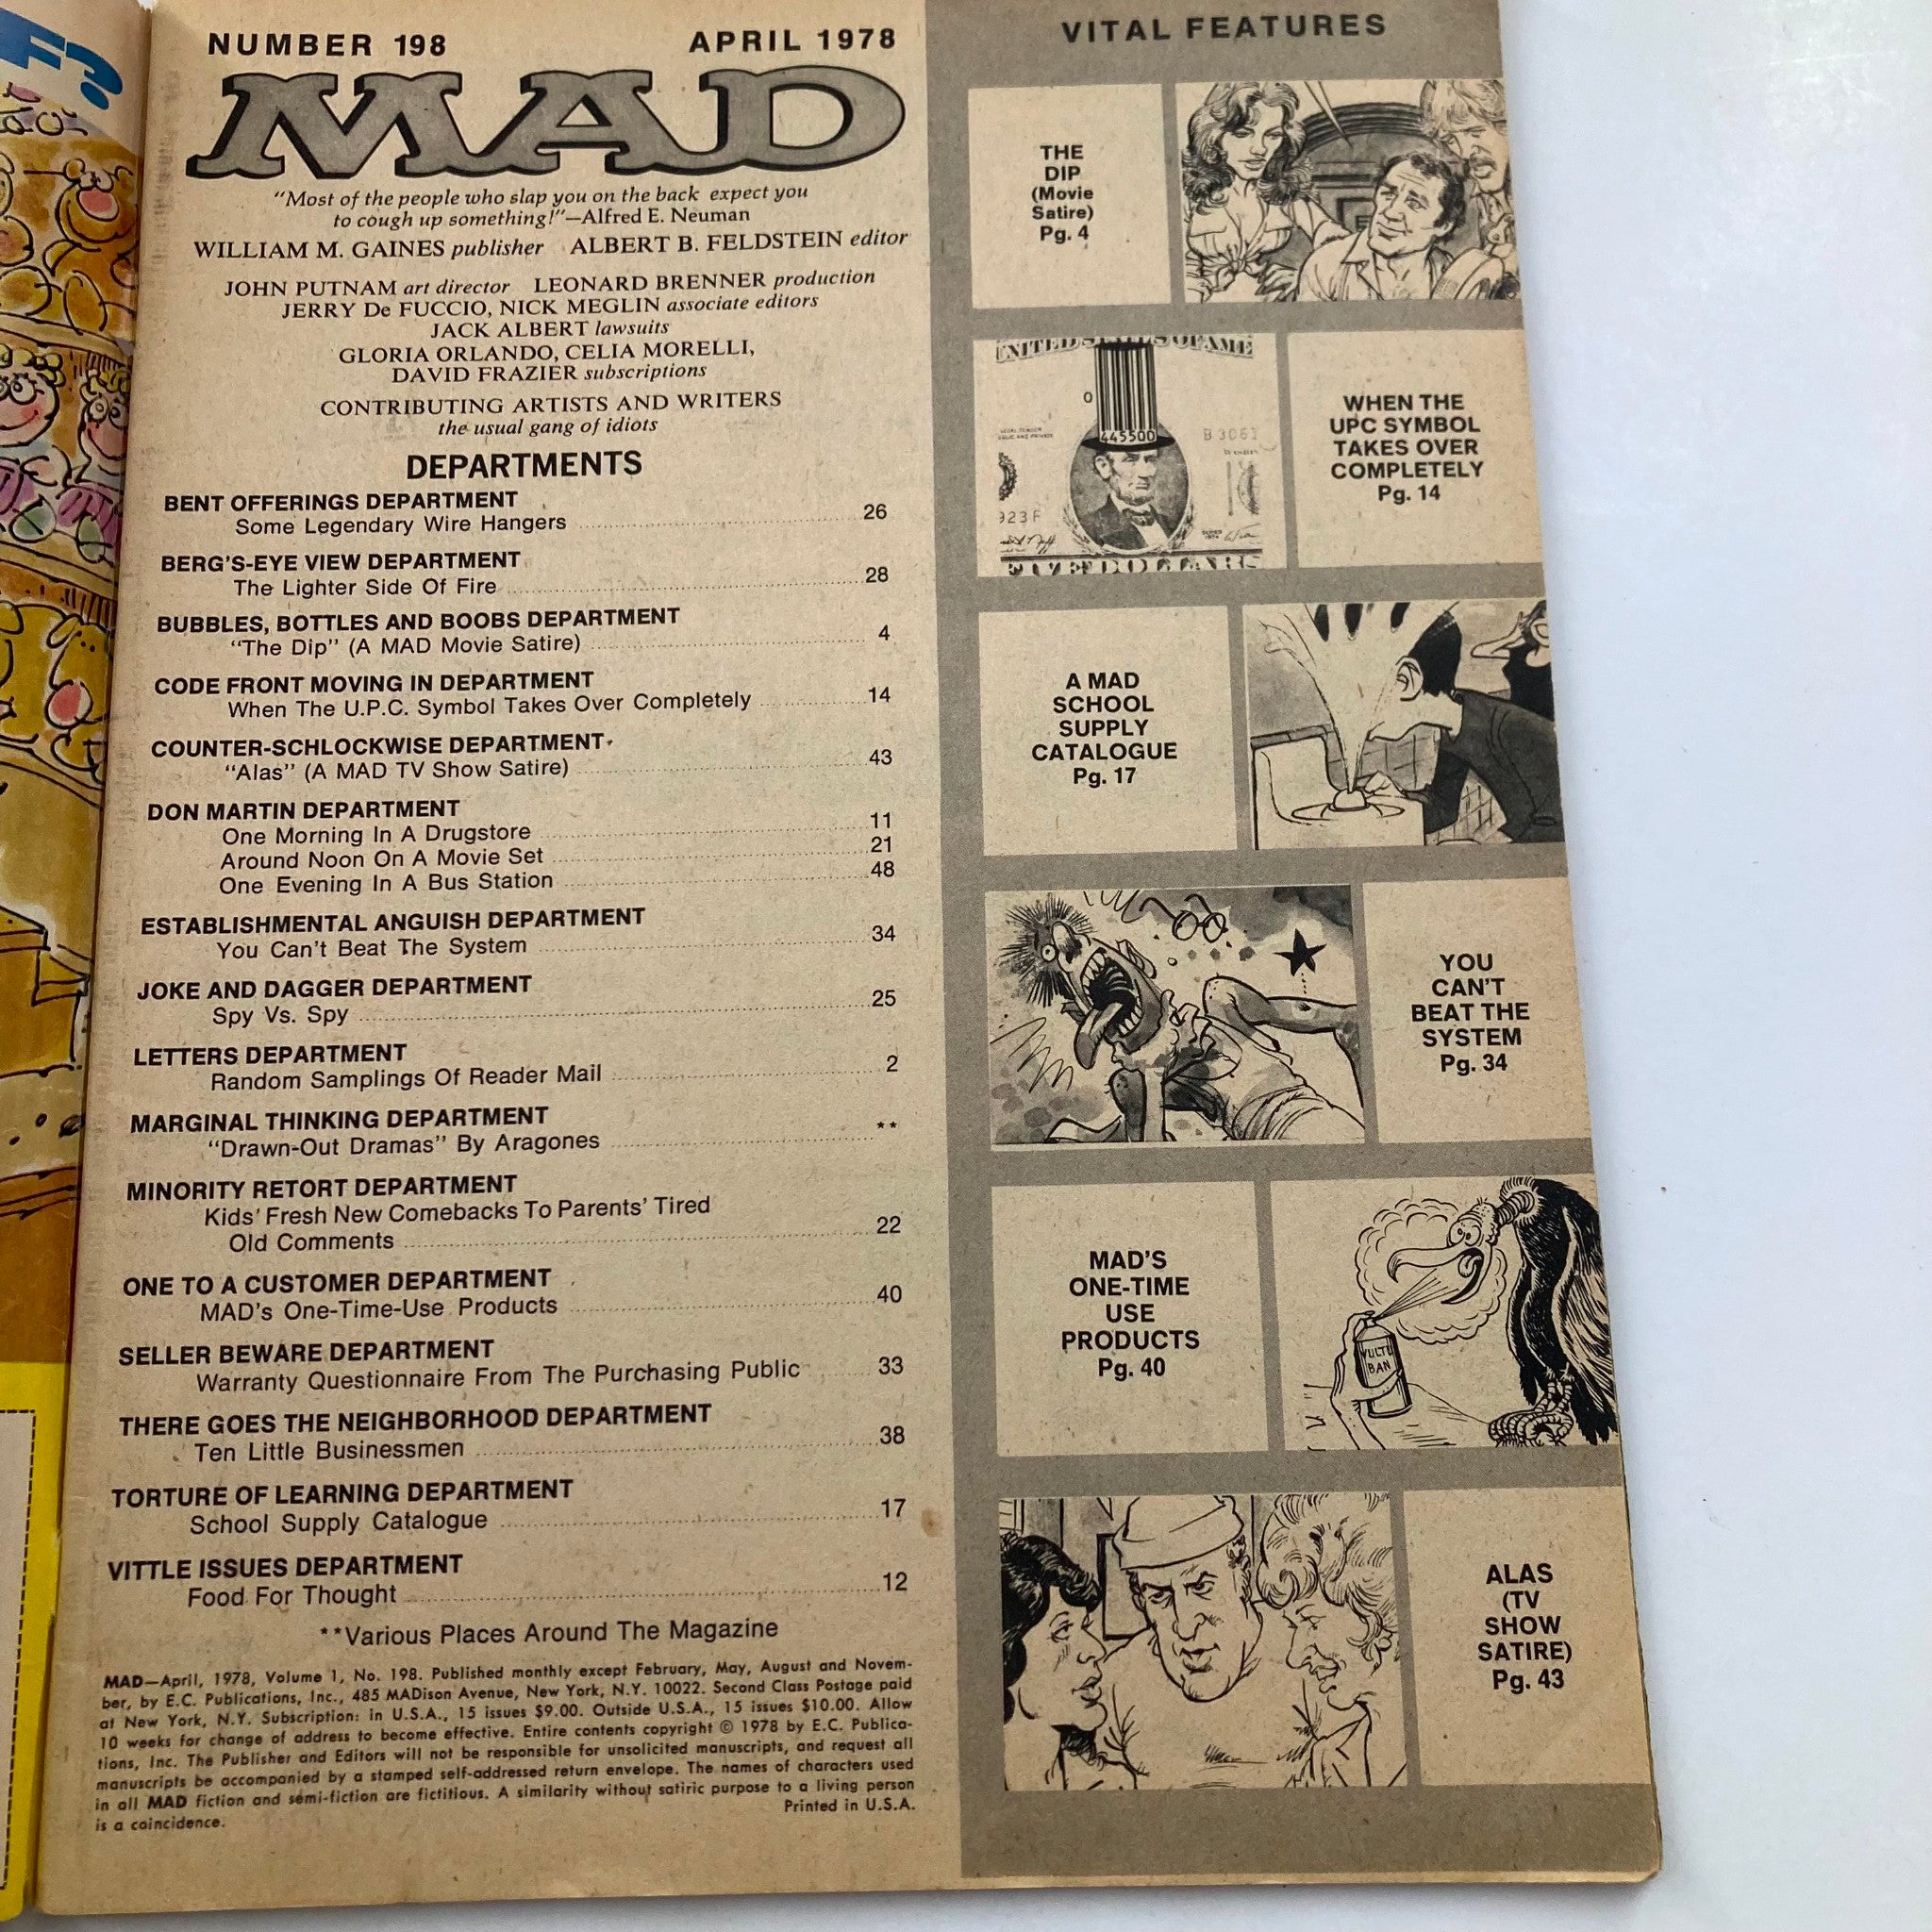 NUMBER 198 APRIL 1978
MAD
"Most of the people who slap you on the back expect you
to cough up something!"—Alfred E. Neuman
WILLIAM M. GAINES publisher ALBERT B. FELDSTEIN editor
JOHN PUTNAM art director LEONARD BRENNER production
JERRY De FUCCIO, NICK MEGLIN associate editors
JACK ALBERT lawsuits
GLORIA ORLANDO, CELIA MORELLI,
DAVID FRAZIER subscriptions
CONTRIBUTING ARTISTS AND WRITERS
the usual gang of idiots
DEPARTMENTS
BENT OFFERINGS DEPARTMENT
Some Legendary Wire Hangers 26
BERG'S-EYE VIEW DEPARTMENT
The Lighter Side Of Fire 28
BUBBLES, BOTTLES AND BOOBS DEPARTMENT
"The Dip" (A MAD Movie Satire) 4
CODE FRONT MOVING IN DEPARTMENT
When The U.P.C. Symbol Takes Over Completely 14
COUNTER-SCHLOCKWISE DEPARTMENT
"Alas" (A MAD TV Show Satire) 43
DON MARTIN DEPARTMENT
One Morning In A Drugstore 11
Around Noon On A Movie Set 21
One Evening In A Bus Station 48
ESTABLISHMENTAL ANGUISH DEPARTMENT
You Can't Beat The System 34
JOKE AND DAGGER DEPARTMENT
Spy Vs. Spy 25
LETTERS DEPARTMENT
Random Samplings Of Reader Mail 2
MARGINAL THINKING DEPARTMENT
"Drawn-Out Dramas" By Aragones **
MINORITY RETORT DEPARTMENT
Kids' Fresh New Comebacks To Parents' Tired
Old Comments 22
ONE TO A CUSTOMER DEPARTMENT
MAD's One-Time-Use Products 40
SELLER BEWARE DEPARTMENT
Warranty Questionnaire From The Purchasing Public 33
THERE GOES THE NEIGHBORHOOD DEPARTMENT
Ten Little Businessmen 38
TORTURE OF LEARNING DEPARTMENT
School Supply Catalogue 17
VITTLE ISSUES DEPARTMENT
Food For Thought 12
**Various Places Around The Magazine
MAD—April, 1978, Volume 1, No. 198. Published monthly except February, May, August and Novem-
ber, by E.C. Publications, Inc., 485 MADison Avenue, New York, N.Y. 10022. Second Class Postage paid
at New York, N.Y. Subscription: in U.S.A., 15 issues $9.00. Outside U.S.A., 15 issues $10.00. Allow
10 weeks for change of address to become effective. Entire contents copyright © 1978 by E.C. Publica-
tions, Inc. The Publisher and Editors will not be responsible for unsolicited manuscripts, and request all
manuscripts be accompanied by a stamped self-addressed return envelope. The names of characters used
in all MAD fiction and semi-fiction are fictitious. A similarity without satiric purpose to a living person
is a coincidence. Printed in U.S.A.
VITAL FEATURES
THE
DIP
(Movie
Satire)
Pg. 4
UNITED STATES OF AME
445500
B 3061
923 F
FIVE DOLLARS
WHEN THE
UPC SYMBOL
TAKES OVER
COMPLETELY
Pg. 14
A MAD
SCHOOL
SUPPLY
CATALOGUE
Pg. 17
YOU
CAN'T
BEAT THE
SYSTEM
Pg. 34
MAD'S
ONE-TIME
USE
PRODUCTS
Pg. 40
BAN
ALAS
(TV
SHOW
SATIRE)
Pg. 43